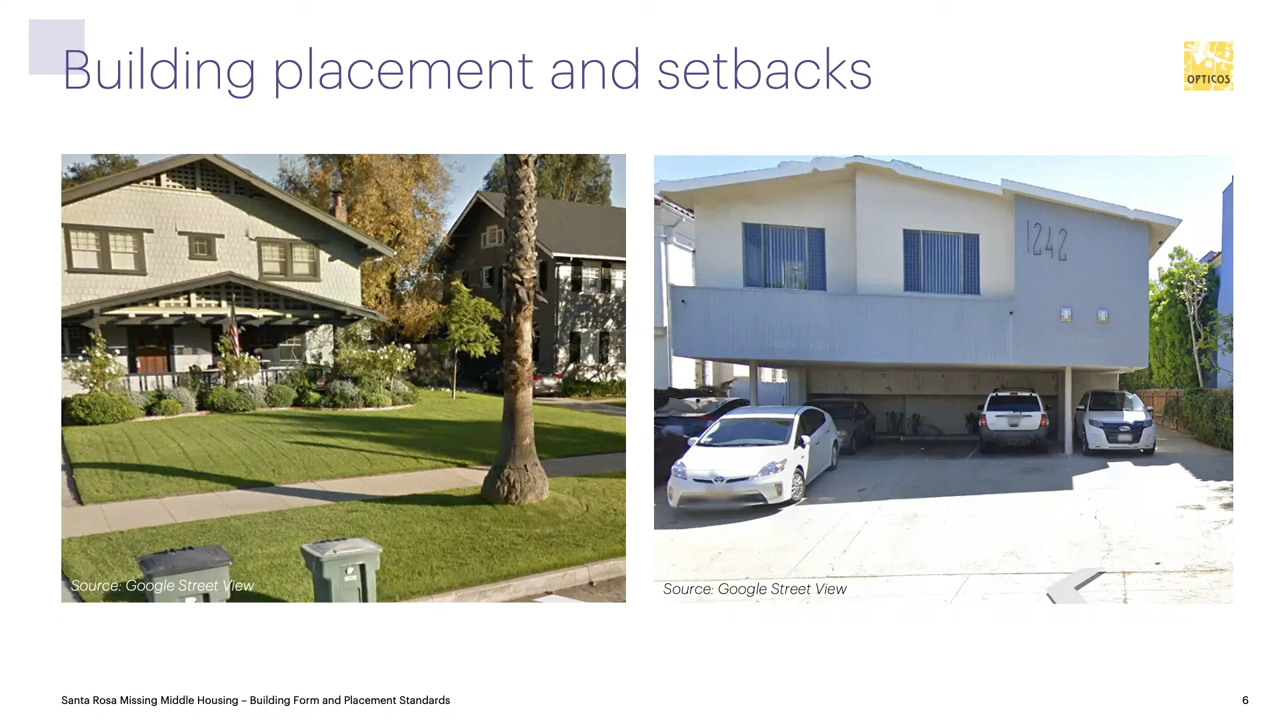 Building placement and setbacks
OPTICOS
1242
Source: Google Street View
Source: Google Street View
Santa Rosa Missing Middle Housing – Building Form and Placement Standards
6